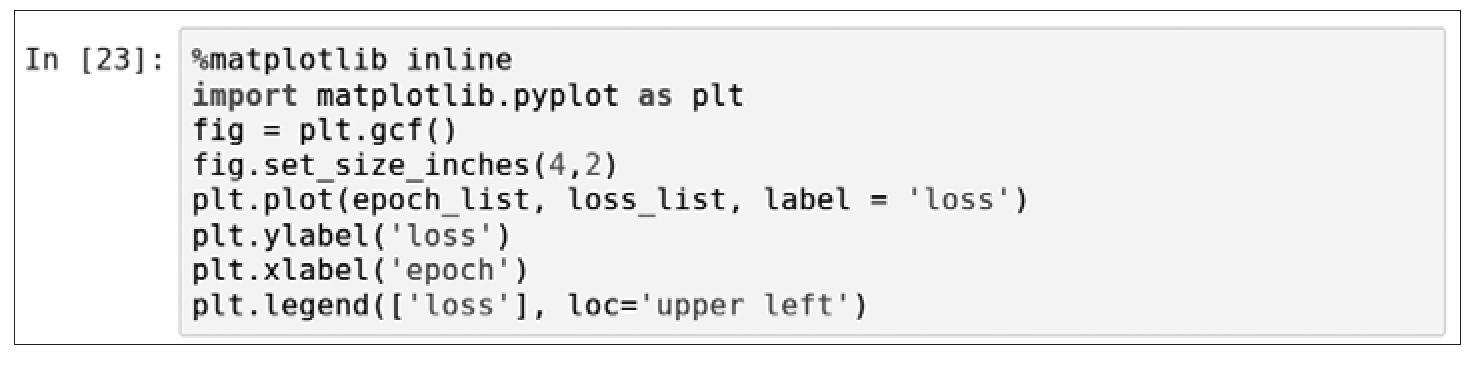 In [23]: %matplotlib inline
import matplotlib.pyplot as plt
fig = plt.gcf()
fig.set_size_inches(4,2)
plt.plot(epoch_list, loss_list, label = 'loss')
plt.ylabel('loss')
plt.xlabel('epoch')
plt.legend(['loss'], loc='upper left')